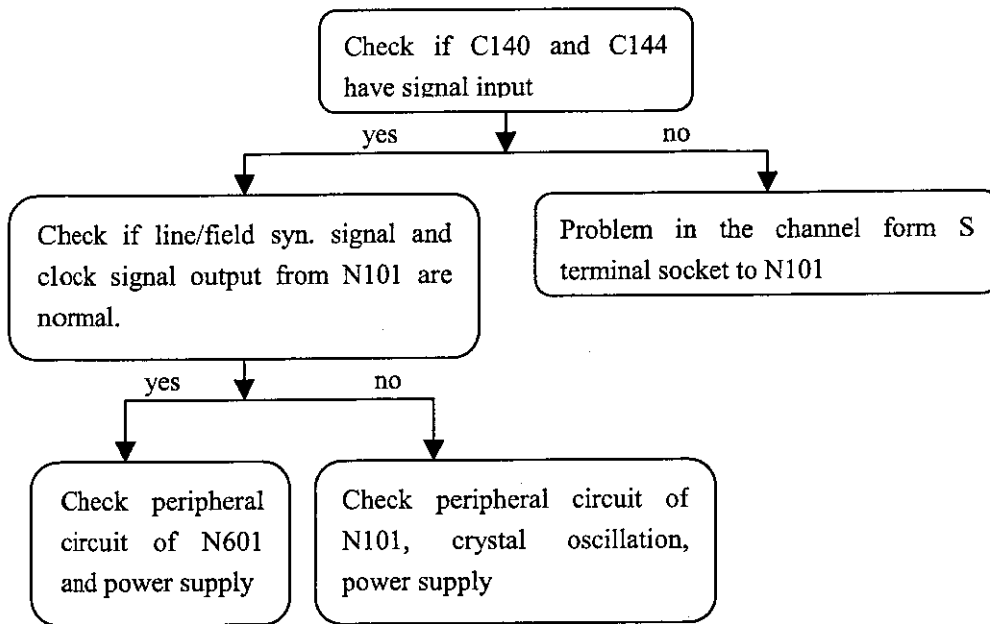 Check if C140 and C144
have signal input
yes
no
Check if line/field syn. signal and
clock signal output from N101 are
normal.
Problem in the channel form S
terminal socket to N101
yes
no
Check peripheral
circuit of N601
and power supply
Check peripheral circuit of
N101, crystal oscillation,
power supply